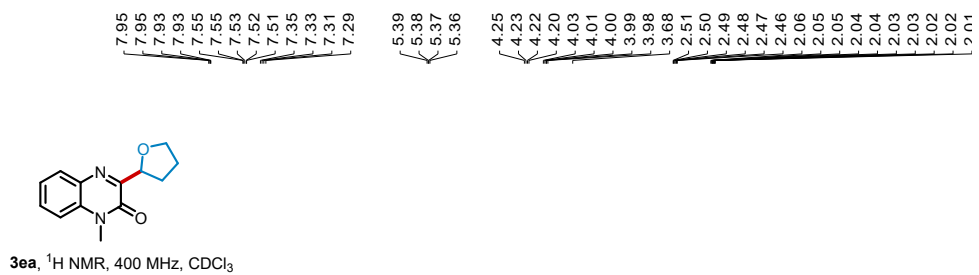 7.95 7.95 7.93 7.93 7.55 7.55 7.53 7.52 7.51 7.35 7.33 7.31 7.29 5.39 5.38 5.37 5.36 4.25 4.23 4.22 4.20 4.03 4.01 4.00 3.99 3.98 3.68 2.51 2.50 2.49 2.48 2.47 2.46 2.06 2.05 2.05 2.04 2.04 2.03 2.03 2.02 2.02 2.01
O
N
N
O
3ea, ¹H NMR, 400 MHz, CDCl₃